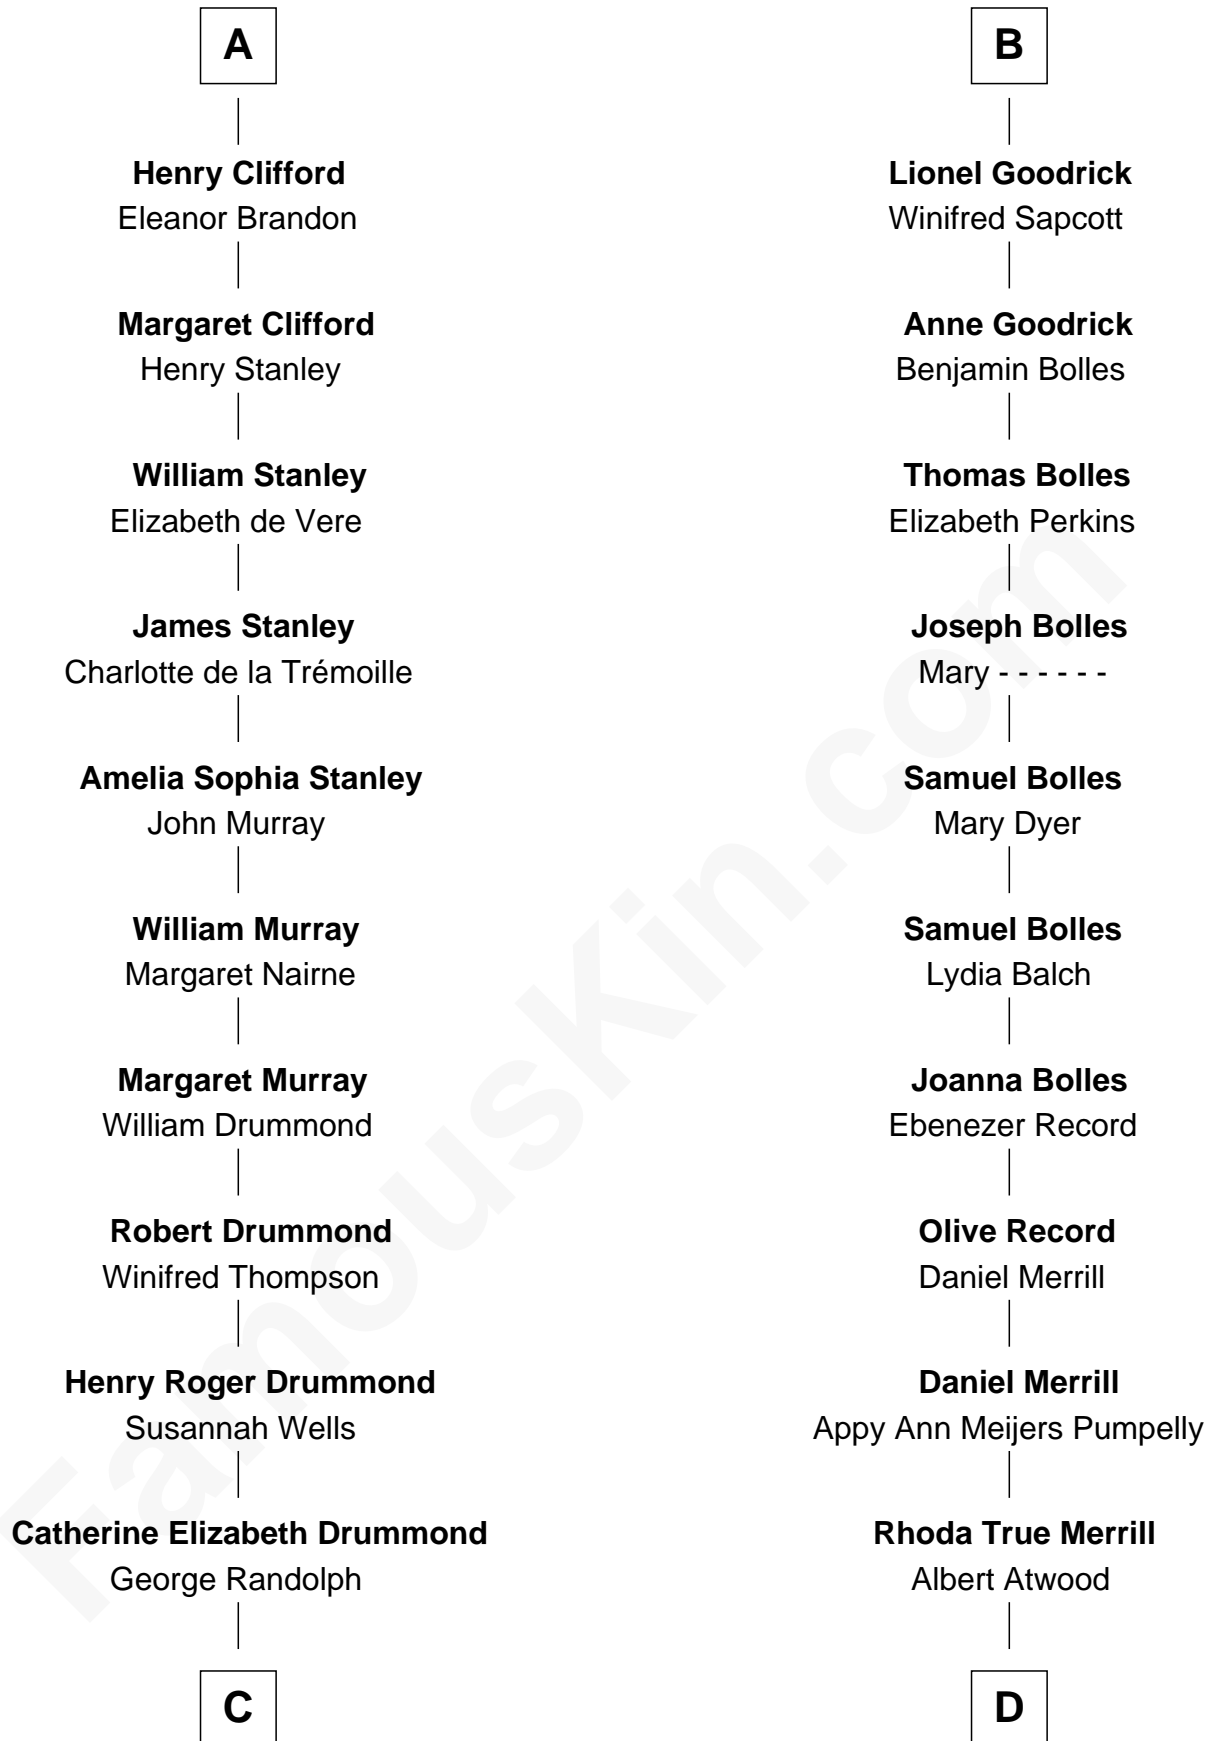 A
Henry Clifford
Eleanor Brandon
Margaret Clifford
Henry Stanley
William Stanley
Elizabeth de Vere
James Stanley
Charlotte de la Trémoille
Amelia Sophia Stanley
John Murray
William Murray
Margaret Nairne
Margaret Murray
William Drummond
Robert Drummond
Winifred Thompson
Henry Roger Drummond
Susannah Wells
Catherine Elizabeth Drummond
George Randolph
C
B
Lionel Goodrick
Winifred Sapcott
Anne Goodrick
Benjamin Bolles
Thomas Bolles
Elizabeth Perkins
Joseph Bolles
Mary - - - - - -
Samuel Bolles
Mary Dyer
Samuel Bolles
Lydia Balch
Joanna Bolles
Ebenezer Record
Olive Record
Daniel Merrill
Daniel Merrill
Appy Ann Meijers Pumpelly
Rhoda True Merrill
Albert Atwood
D
FamousKin.com